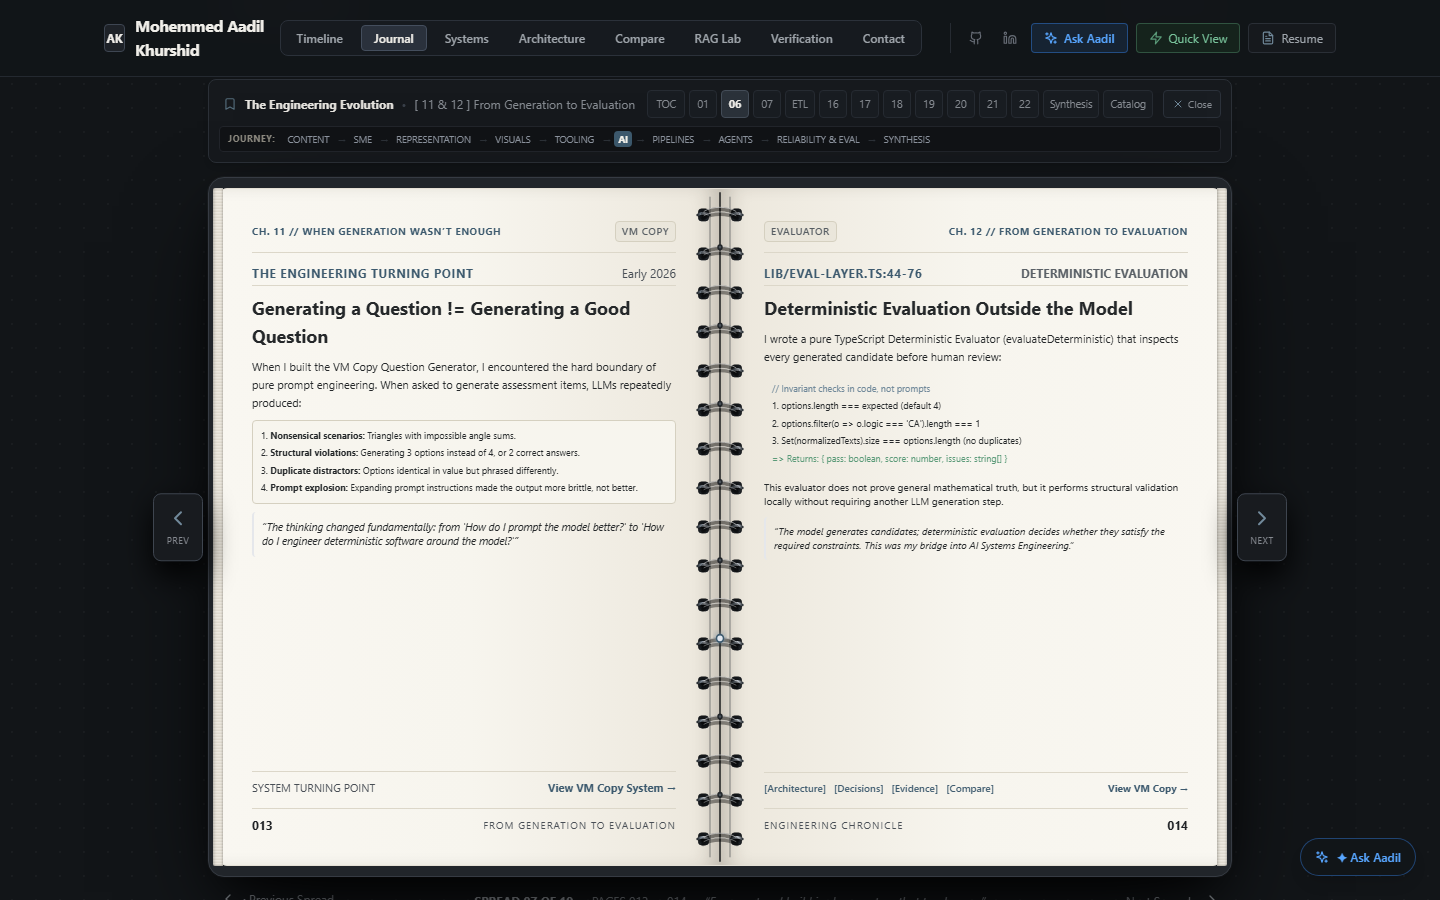 AK
Mohemmed Aadil
Khurshid
Timeline
Journal
Systems
Architecture
Compare
RAG Lab
Verification
Contact
Ask Aadil
Quick View
Resume
The Engineering Evolution · [ 11 & 12 ] From Generation to Evaluation
TOC 01 06 07 ETL 16 17 18 19 20 21 22 Synthesis Catalog × Close
JOURNEY: CONTENT → SME → REPRESENTATION → VISUALS → TOOLING → AI → PIPELINES → AGENTS → RELIABILITY & EVAL → SYNTHESIS
CH. 11 // WHEN GENERATION WASN'T ENOUGH
VM COPY
THE ENGINEERING TURNING POINT
Early 2026
Generating a Question != Generating a Good
Question
When I built the VM Copy Question Generator, I encountered the hard boundary of
pure prompt engineering. When asked to generate assessment items, LLMs repeatedly
produced:
1. Nonsensical scenarios: Triangles with impossible angle sums.
2. Structural violations: Generating 3 options instead of 4, or 2 correct answers.
3. Duplicate distractors: Options identical in value but phrased differently.
4. Prompt explosion: Expanding prompt instructions made the output more brittle, not better.
"The thinking changed fundamentally: from 'How do I prompt the model better?' to 'How
do I engineer deterministic software around the model?'"
SYSTEM TURNING POINT
View VM Copy System →
013
FROM GENERATION TO EVALUATION
EVALUATOR
CH. 12 // FROM GENERATION TO EVALUATION
LIB/EVAL-LAYER.TS:44-76
DETERMINISTIC EVALUATION
Deterministic Evaluation Outside the Model
I wrote a pure TypeScript Deterministic Evaluator (evaluateDeterministic) that inspects
every generated candidate before human review:
// Invariant checks in code, not prompts
1. options.length === expected (default 4)
2. options.filter(o => o.logic === 'CA').length === 1
3. Set(normalizedTexts).size === options.length (no duplicates)
=> Returns: { pass: boolean, score: number, issues: string[] }
This evaluator does not prove general mathematical truth, but it performs structural validation
locally without requiring another LLM generation step.
"The model generates candidates; deterministic evaluation decides whether they satisfy the
required constraints. This was my bridge into AI Systems Engineering."
[Architecture] [Decisions] [Evidence] [Compare]
View VM Copy →
ENGINEERING CHRONICLE
014
PREV
NEXT
✦ Ask Aadil